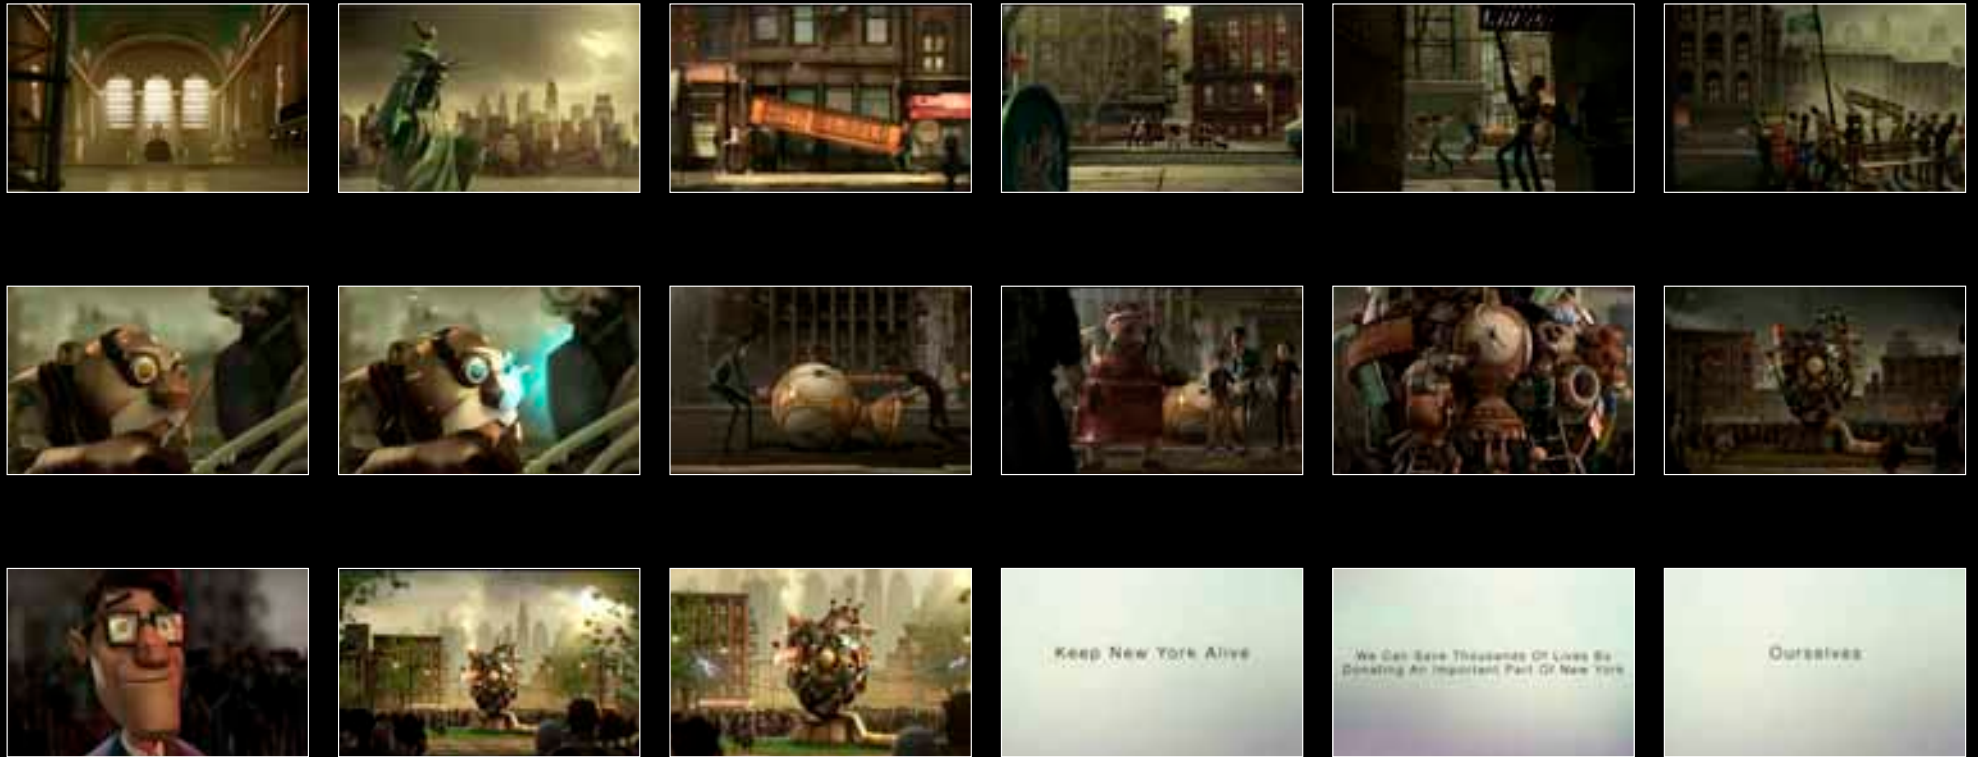 Keep New York Alive
We Can Save Thousands Of Lives By
Donating An Important Part Of New York
Ourselves